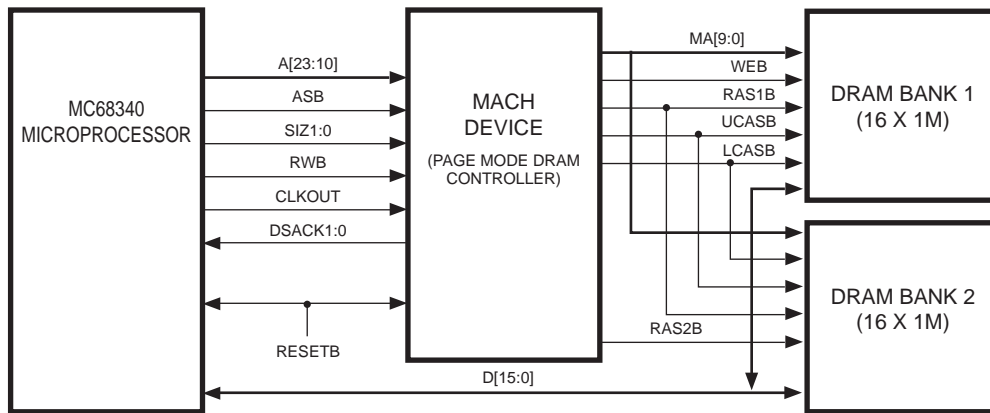 MC68340
MICROPROCESSOR
A[23:10]
ASB
SIZ1:0
RWB
CLKOUT
DSACK1:0
RESETB
MACH
DEVICE
(PAGE MODE DRAM
CONTROLLER)
MA[9:0]
WEB
RAS1B
UCASB
LCASB
RAS2B
D[15:0]
DRAM BANK 1
(16 X 1M)
DRAM BANK 2
(16 X 1M)